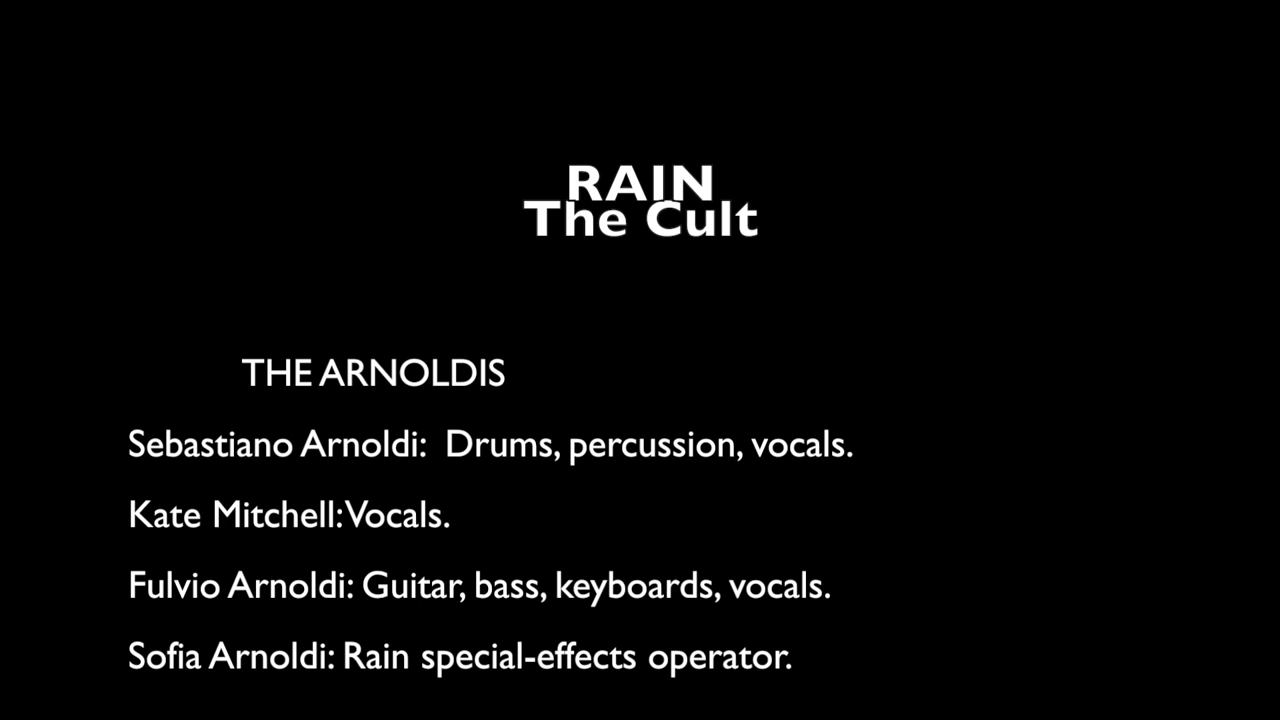 RAIN
The Cult
THE ARNOLDIS
Sebastiano Arnoldi:  Drums, percussion, vocals.
Kate Mitchell: Vocals.
Fulvio Arnoldi: Guitar, bass, keyboards, vocals.
Sofia Arnoldi: Rain special-effects operator.